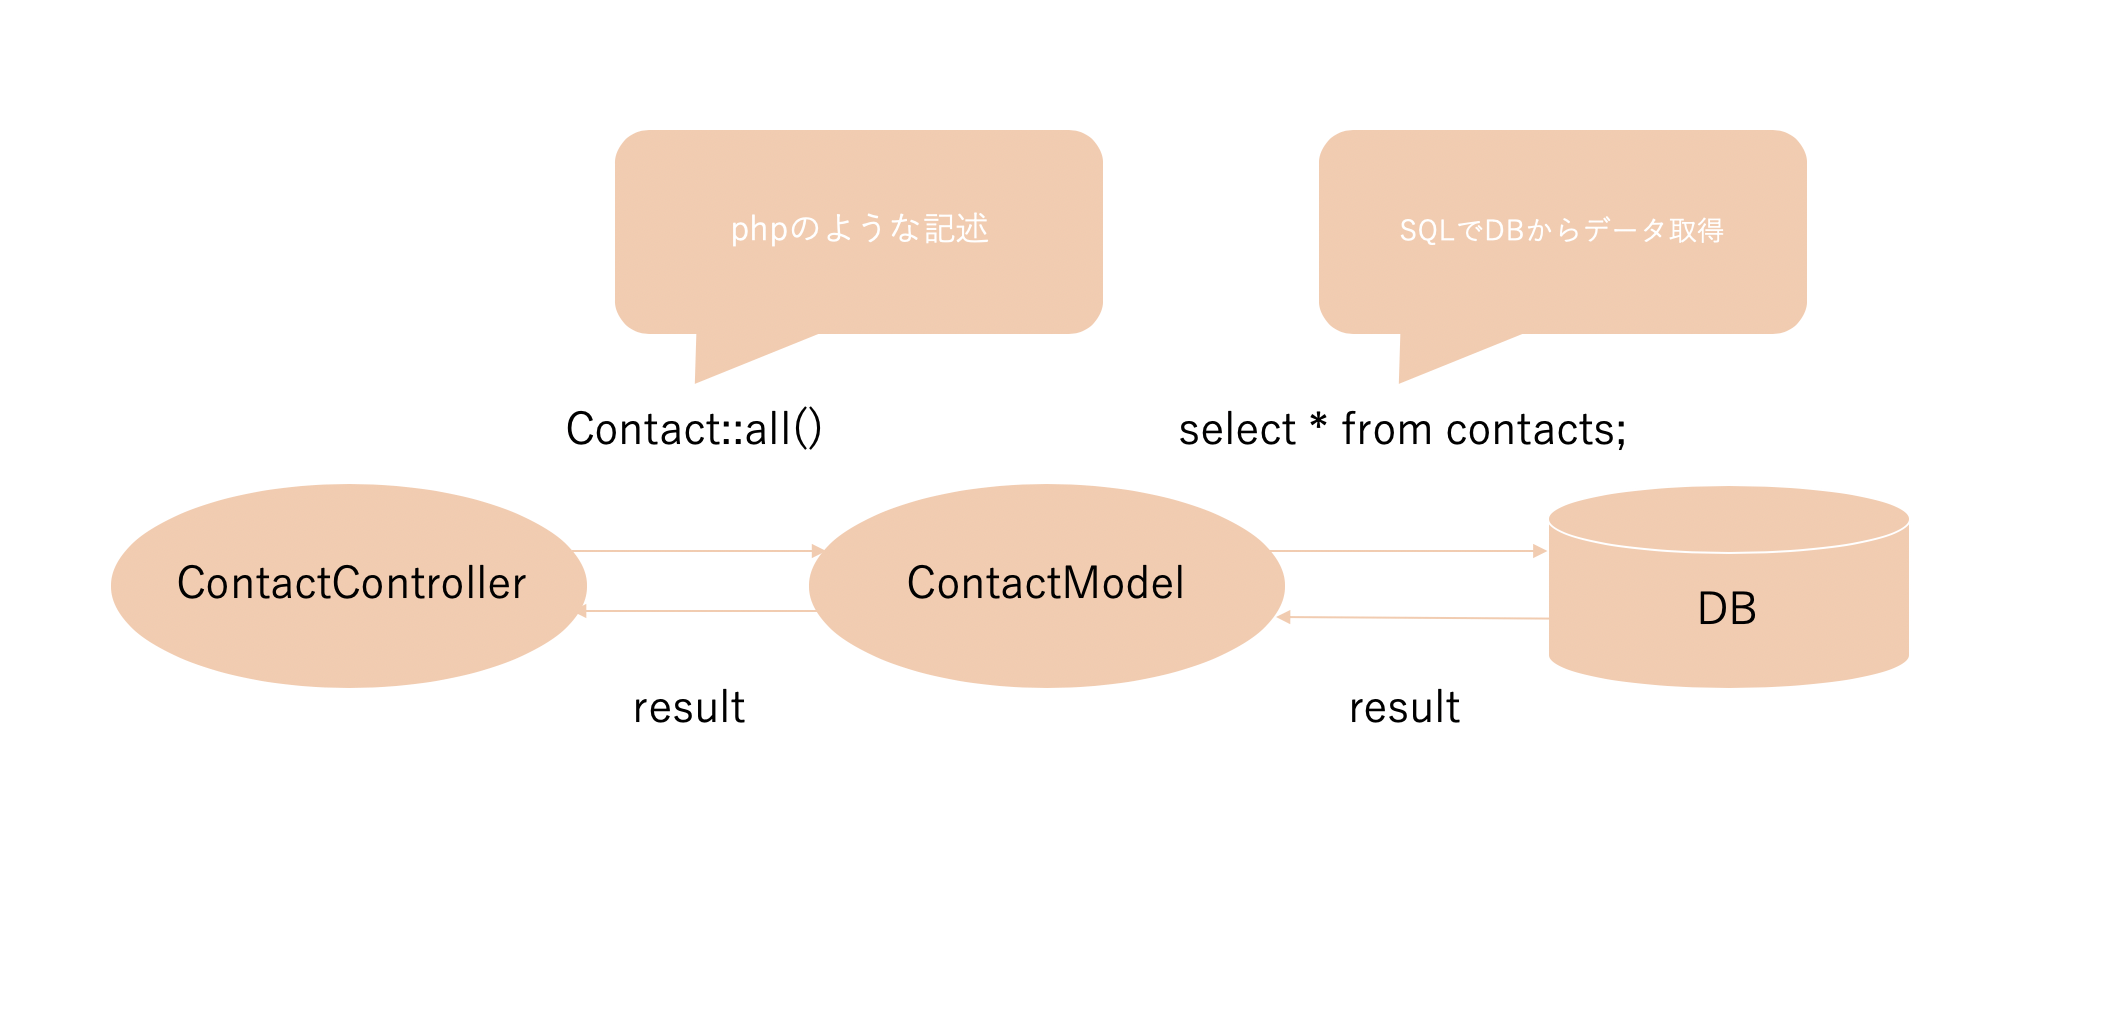 phpのような記述
SQLでDBからデータ取得
Contact::all()
select * from contacts;
ContactController
ContactModel
DB
result
result